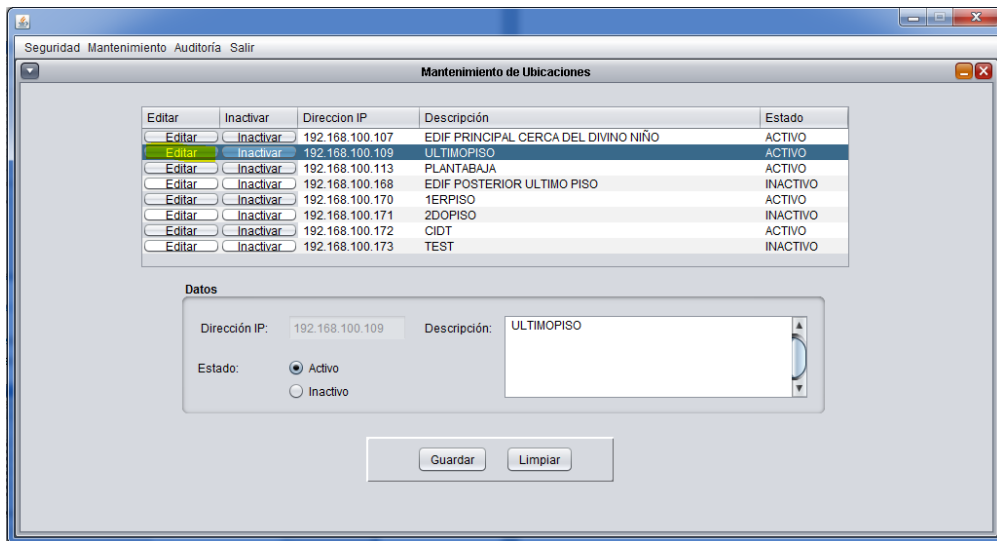 Seguridad Mantenimiento Auditoría Salir
Mantenimiento de Ubicaciones
Editar Inactivar Direccion IP Descripción Estado
Editar Inactivar 192.168.100.107 EDIF PRINCIPAL CERCA DEL DIVINO NIÑO ACTIVO
Editar Inactivar 192.168.100.109 ULTIMOPISO ACTIVO
Editar Inactivar 192.168.100.113 PLANTABAJA ACTIVO
Editar Inactivar 192.168.100.168 EDIF POSTERIOR ULTIMO PISO INACTIVO
Editar Inactivar 192.168.100.170 1ERPISO ACTIVO
Editar Inactivar 192.168.100.171 2DOPISO INACTIVO
Editar Inactivar 192.168.100.172 CIDT ACTIVO
Editar Inactivar 192.168.100.173 TEST INACTIVO
Datos
Dirección IP: 192.168.100.109 Descripción: ULTIMOPISO
Estado: Activo
Inactivo
Guardar Limpiar